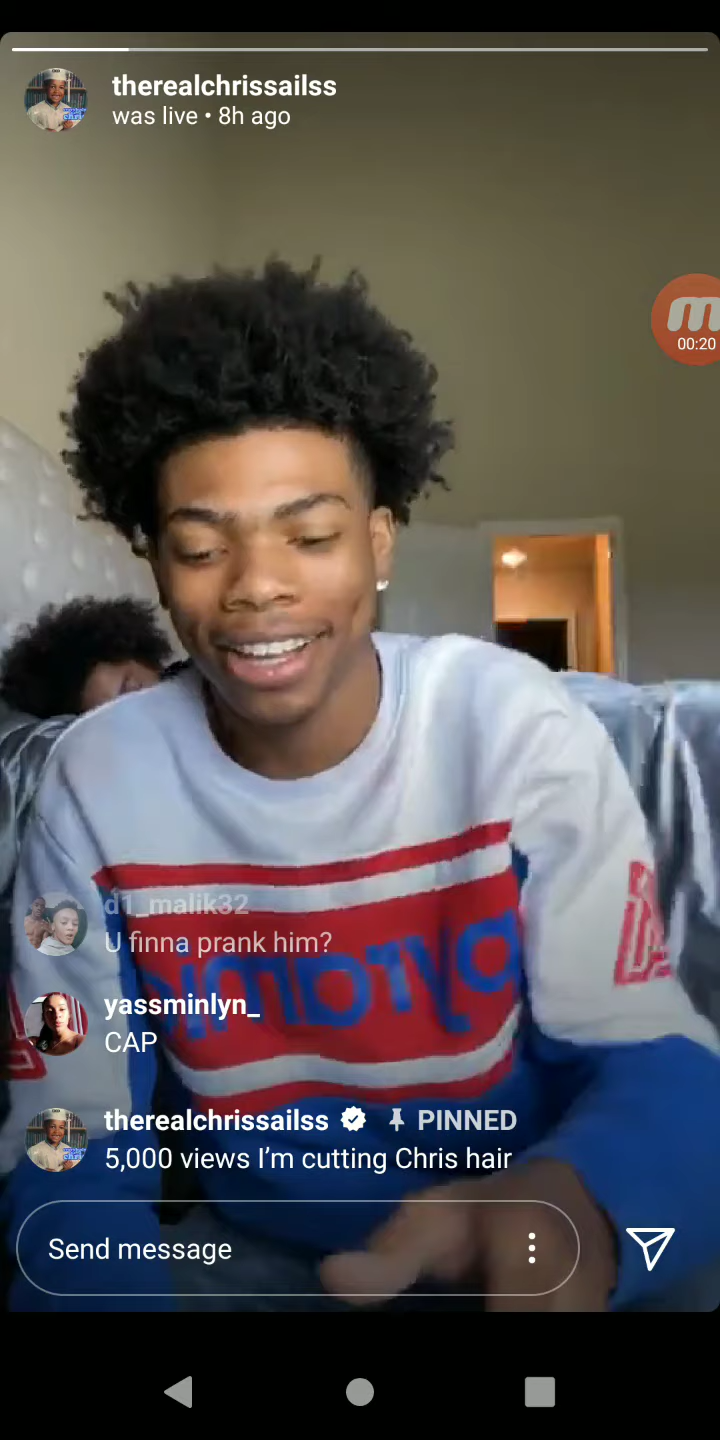 therealchrissailss
was live • 8h ago
00:20
d1_malik32
U finna prank him?
pyramid
yassminlyn_
CAP
therealchrissailss PINNED
5,000 views I'm cutting Chris hair
Send message